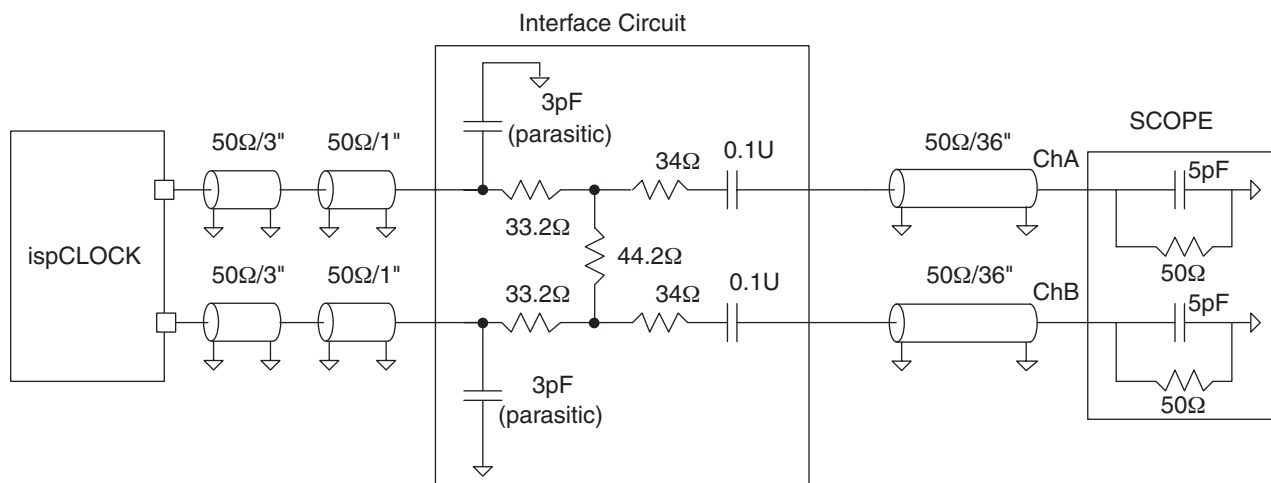 Interface Circuit
3pF
(parasitic)
SCOPE
50Ω/3"
50Ω/1"
34Ω
0.1U
50Ω/36"
ChA
5pF
33.2Ω
50Ω
ispCLOCK
44.2Ω
50Ω/3"
50Ω/1"
33.2Ω
34Ω
0.1U
50Ω/36"
ChB
5pF
3pF
(parasitic)
50Ω